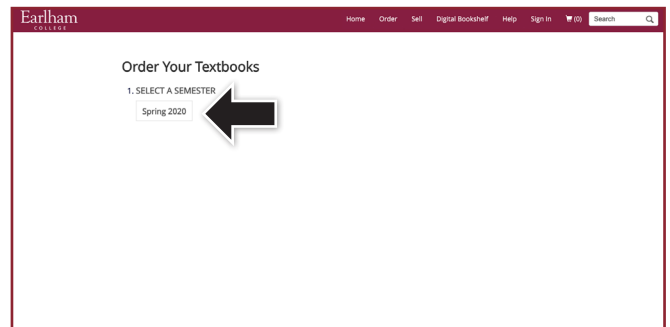 Earlham
COLLEGE
Home Order Sell Digital Bookshelf Help Sign In (0) Search
Order Your Textbooks
1. SELECT A SEMESTER
Spring 2020